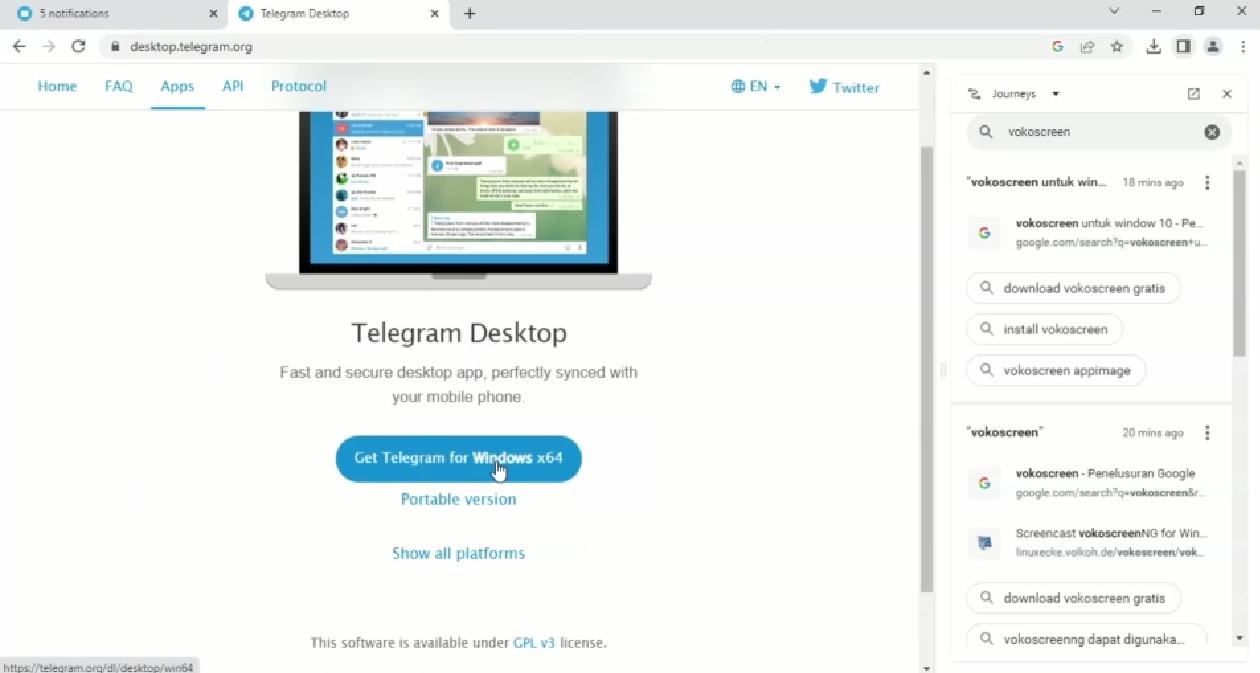 5 notifications
Telegram Desktop
desktop.telegram.org
Home FAQ Apps API Protocol EN Twitter
Telegram Desktop
Fast and secure desktop app, perfectly synced with
your mobile phone.
Get Telegram for Windows x64
Portable version
Show all platforms
This software is available under GPL v3 license.
https://telegram.org/dl/desktop/win64
Journeys
vokoscreen
"vokoscreen untuk win... 18 mins ago
vokoscreen untuk window 10 - Pe...
google.com/search?q=vokoscreen+u...
download vokoscreen gratis
install vokoscreen
vokoscreen appimage
"vokoscreen" 20 mins ago
vokoscreen - Penelusuran Google
google.com/search?q=vokoscreen&r...
Screencast vokoscreenNG for Win...
linuxecke.volkoh.de/vokoscreen/vok...
download vokoscreen gratis
vokoscreenng dapat digunaka...